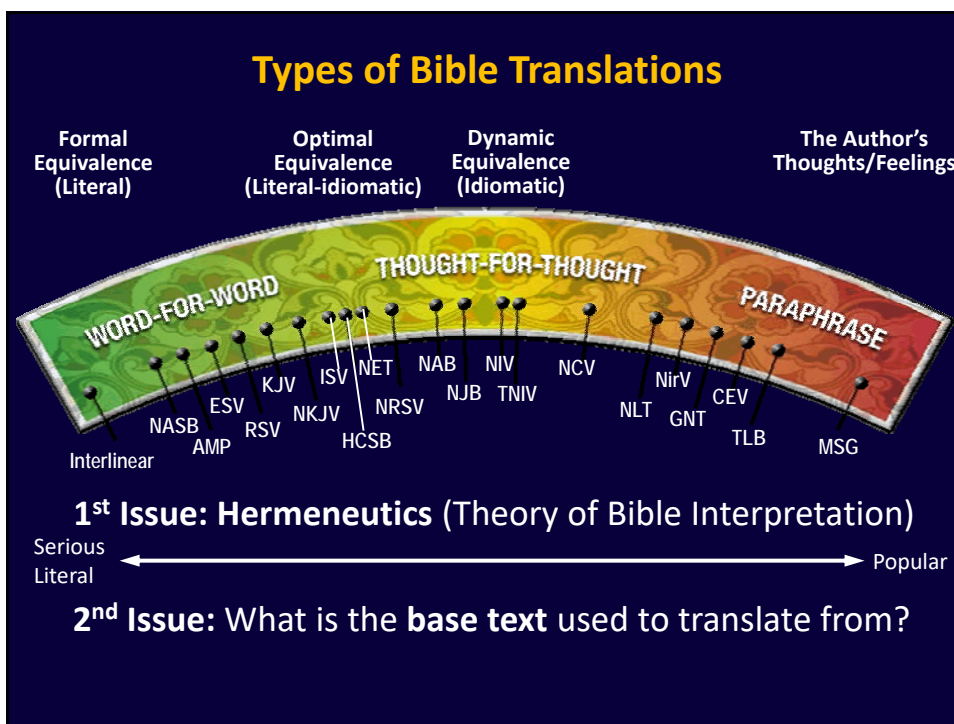 Types of Bible Translations
Formal
Equivalence
(Literal)
Optimal
Equivalence
(Literal-idiomatic)
Dynamic
Equivalence
(Idiomatic)
The Author's
Thoughts/Feelings
WORD-FOR-WORD
THOUGHT-FOR-THOUGHT
PARAPHRASE
Interlinear
NASB
AMP
ESV
RSV
KJV
NKJV
ISV
HCSB
NET
NRSV
NAB
NJB
NIV
TNIV
NCV
NLT
NirV
GNT
CEV
TLB
MSG
1st Issue: Hermeneutics (Theory of Bible Interpretation)
Serious
Literal
Popular
2nd Issue: What is the base text used to translate from?